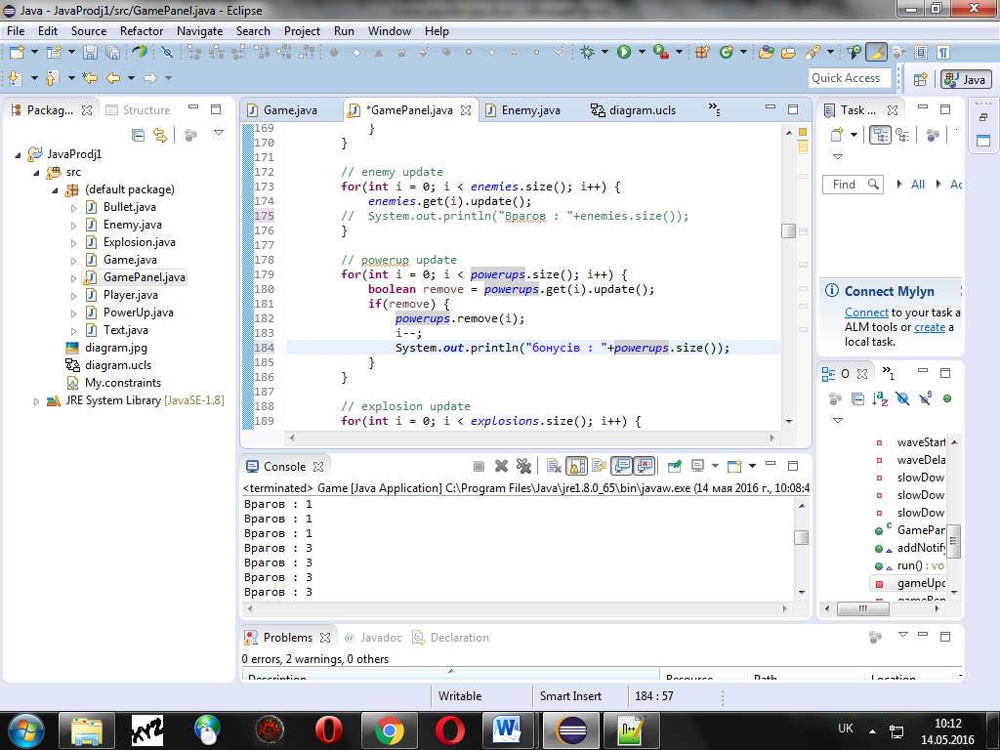 Java - JavaProdj1/src/GamePanel.java - Eclipse
File Edit Source Refactor Navigate Search Project Run Window Help
Quick Access
Java
Packag...
Structure
JavaProdj1
src
(default package)
Bullet.java
Enemy.java
Explosion.java
Game.java
GamePanel.java
Player.java
PowerUp.java
Text.java
diagram.jpg
diagram.ucls
My.constraints
JRE System Library [JavaSE-1.8]
Game.java
*GamePanel.java
Enemy.java
diagram.ucls
»5
169 }
170 }
171
172 // enemy update
173 for(int i = 0; i < enemies.size(); i++) {
174 enemies.get(i).update();
175 // System.out.println("Врагов : "+enemies.size());
176 }
177
178 // powerup update
179 for(int i = 0; i < powerups.size(); i++) {
180 boolean remove = powerups.get(i).update();
181 if(remove) {
182 powerups.remove(i);
183 i--;
184 System.out.println("бонусів : "+powerups.size());
185 }
186 }
187
188 // explosion update
189 for(int i = 0; i < explosions.size(); i++) {
Task ...
Find
All
Ac
Connect Mylyn
Connect to your task a
ALM tools or create a
local task.
O
»1
waveStart
waveDela
slowDow
slowDow
slowDow
GamePar
addNotify
run() : vo
gameUpd
gameRen
Console
<terminated> Game [Java Application] C:\Program Files\Java\jre1.8.0_65\bin\javaw.exe (14 мая 2016 г., 10:08:4
Врагов : 1
Врагов : 1
Врагов : 1
Врагов : 3
Врагов : 3
Врагов : 3
Врагов : 3
Problems
@ Javadoc
Declaration
0 errors, 2 warnings, 0 others
Description Resource Path Location
Writable
Smart Insert
184 : 57
XYZ
W
UK
10:12
14.05.2016